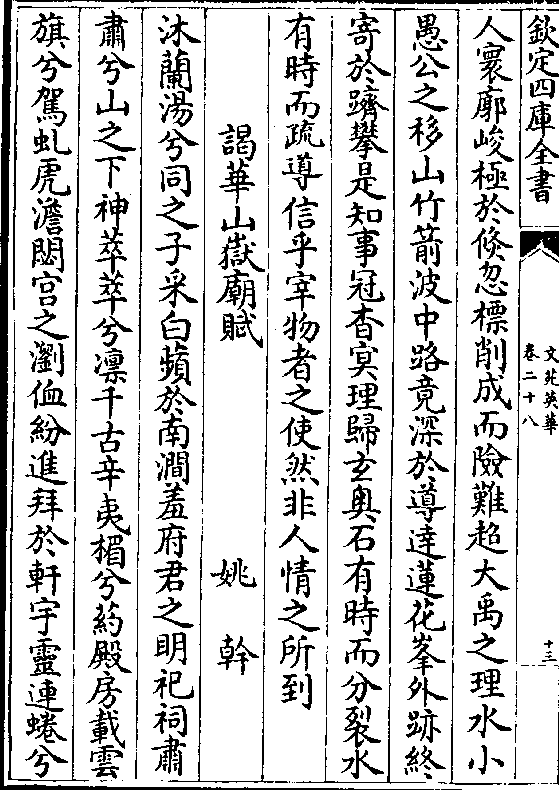 欽定四庫全書
文苑英華
卷二十八
十三
人寰廓峻極於倏忽標削成而險難超大禹之理水小
愚公之移山竹箭波中路竟深於導達蓮花峯外跡終
寄於躋攀是知事冠杳冥理歸玄奥石有時而分裂水
有時而疏導信乎宰物者之使然非人情之所到
謁華山嶽廟賦
姚幹
沐蘭湯兮同之子采白蘋於南澗羞府君之明祀祠肅
肅兮山之下神萃萃兮凛千古辛夷楣兮葯殿房載雲
旗兮駕虬虎澹閟宫之瀏侐紛進拜於軒宇靈連蜷兮